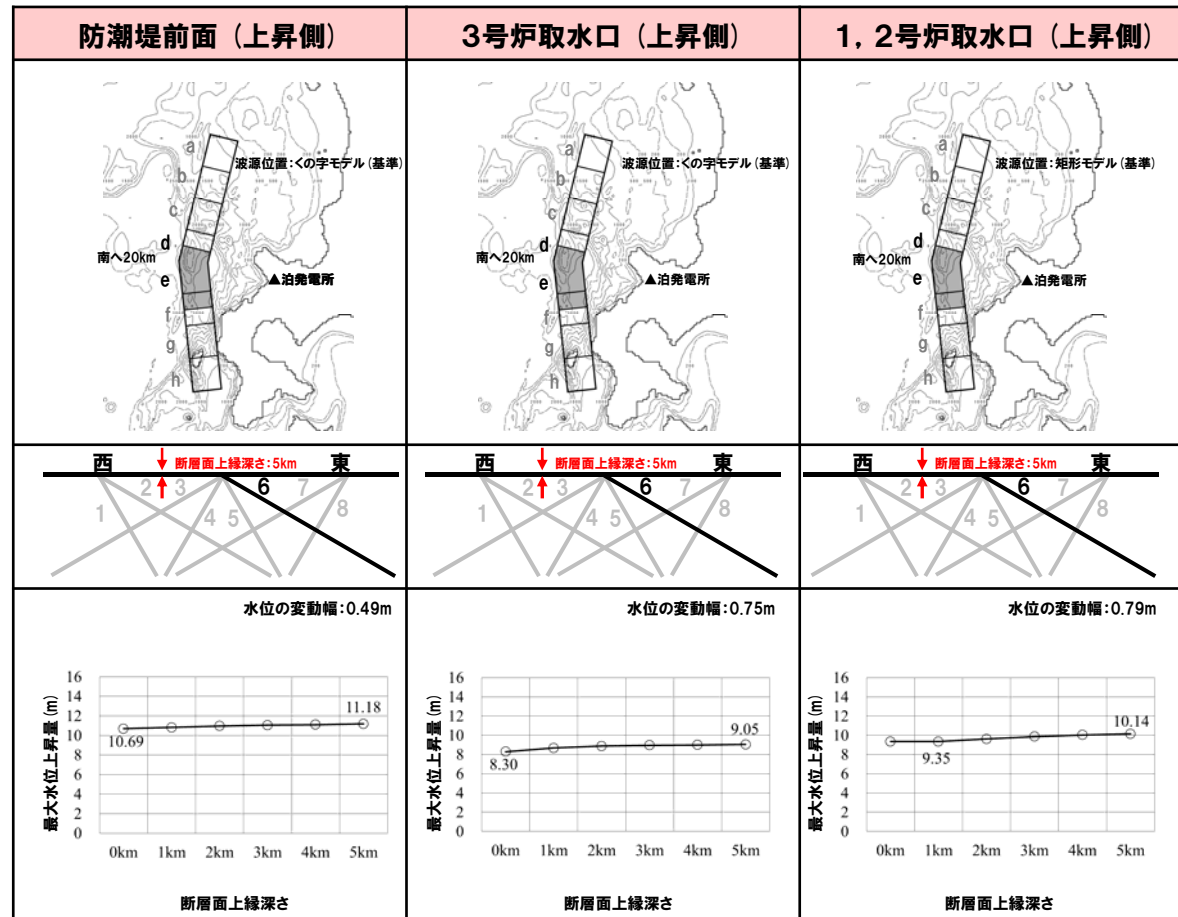 防潮堤前面（上昇側）
3号炉取水口（上昇側）
1，2号炉取水口（上昇側）
a
波源位置：くの字モデル（基準）
b
c
d
南へ20km
e
▲泊発電所
f
g
h
a
波源位置：くの字モデル（基準）
b
c
d
南へ20km
e
▲泊発電所
f
g
h
a
波源位置：矩形モデル（基準）
b
c
d
南へ20km
e
▲泊発電所
f
g
h
西 断層面上縁深さ：5km 東
1 2 3 4 5 6 7 8
西 断層面上縁深さ：5km 東
1 2 3 4 5 6 7 8
西 断層面上縁深さ：5km 東
1 2 3 4 5 6 7 8
水位の変動幅：0.49m
最大水位上昇量(m)
16
14
12
10
8
6
4
2
0
10.69
11.18
0km 1km 2km 3km 4km 5km
断層面上縁深さ
水位の変動幅：0.75m
最大水位上昇量(m)
16
14
12
10
8
6
4
2
0
8.30
9.05
0km 1km 2km 3km 4km 5km
断層面上縁深さ
水位の変動幅：0.79m
最大水位上昇量(m)
16
14
12
10
8
6
4
2
0
9.35
10.14
0km 1km 2km 3km 4km 5km
断層面上縁深さ